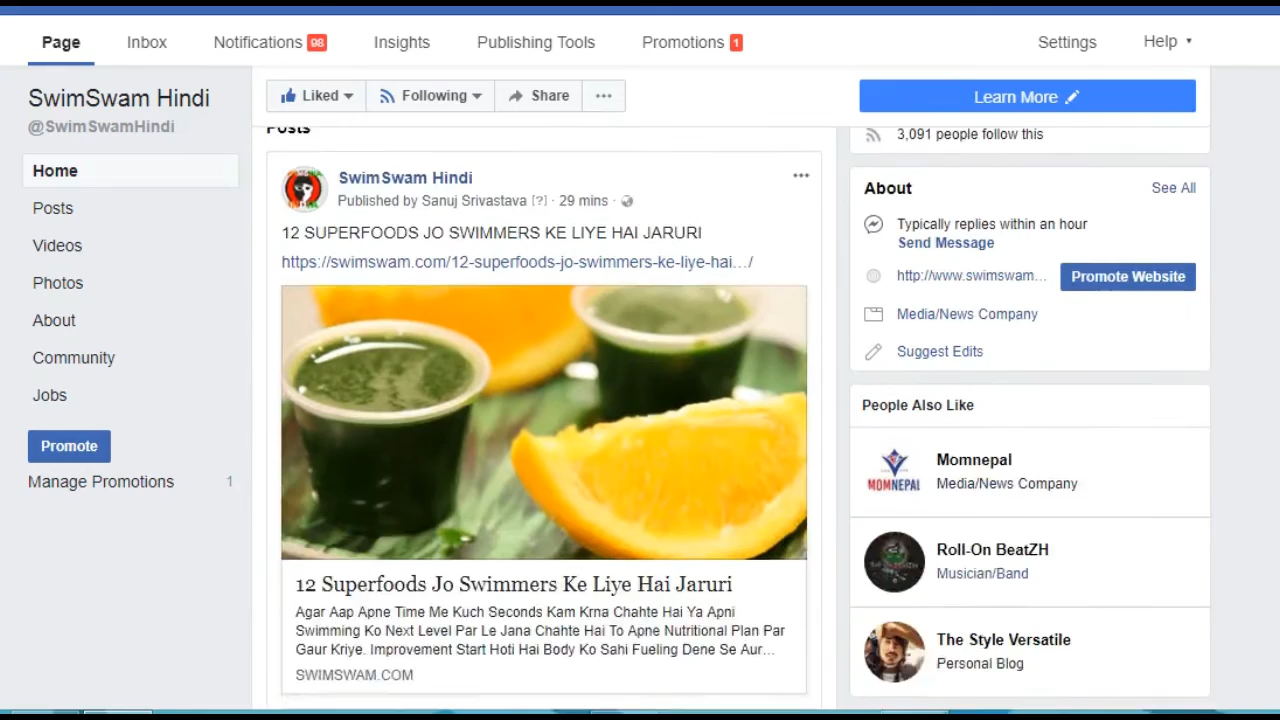 Page
Inbox
Notifications 98
Insights
Publishing Tools
Promotions 1
Settings
Help
SwimSwam Hindi
@SwimSwamHindi
Home
Posts
Videos
Photos
About
Community
Jobs
Promote
Manage Promotions 1
Liked
Following
Share
...
Learn More
Posts
SwimSwam Hindi
...
Published by Sanuj Srivastava [?] · 29 mins ·
12 SUPERFOODS JO SWIMMERS KE LIYE HAI JARURI
https://swimswam.com/12-superfoods-jo-swimmers-ke-liye-hai.../
12 Superfoods Jo Swimmers Ke Liye Hai Jaruri
Agar Aap Apne Time Me Kuch Seconds Kam Krna Chahte Hai Ya Apni
Swimming Ko Next Level Par Le Jana Chahte Hai To Apne Nutritional Plan Par
Gaur Kriye. Improvement Start Hoti Hai Body Ko Sahi Fueling Dene Se Aur...
SWIMSWAM.COM
3,091 people follow this
About
See All
Typically replies within an hour
Send Message
http://www.swimswam...
Promote Website
Media/News Company
Suggest Edits
People Also Like
MOMNEPAL
Momnepal
Media/News Company
Roll-On BeatZH
Musician/Band
The Style Versatile
Personal Blog